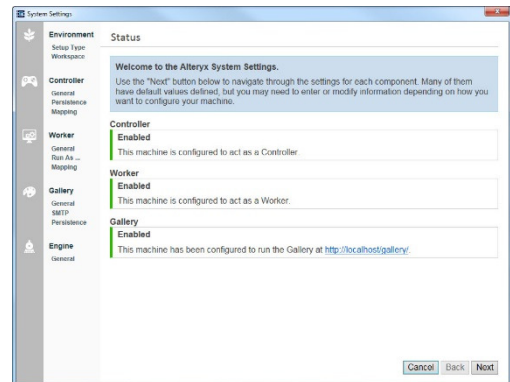 System Settings
Environment
Setup Type
Workspace
Controller
General
Persistence
Mapping
Worker
General
Run As ...
Mapping
Gallery
General
SMTP
Persistence
Engine
General
Status
Welcome to the Alteryx System Settings.
Use the "Next" button below to navigate through the settings for each component. Many of them
have default values defined, but you may need to enter or modify information depending on how you
want to configure your machine.
Controller
Enabled
This machine is configured to act as a Controller.
Worker
Enabled
This machine is configured to act as a Worker.
Gallery
Enabled
This machine has been configured to run the Gallery at http://localhost/gallery/.
Cancel Back Next